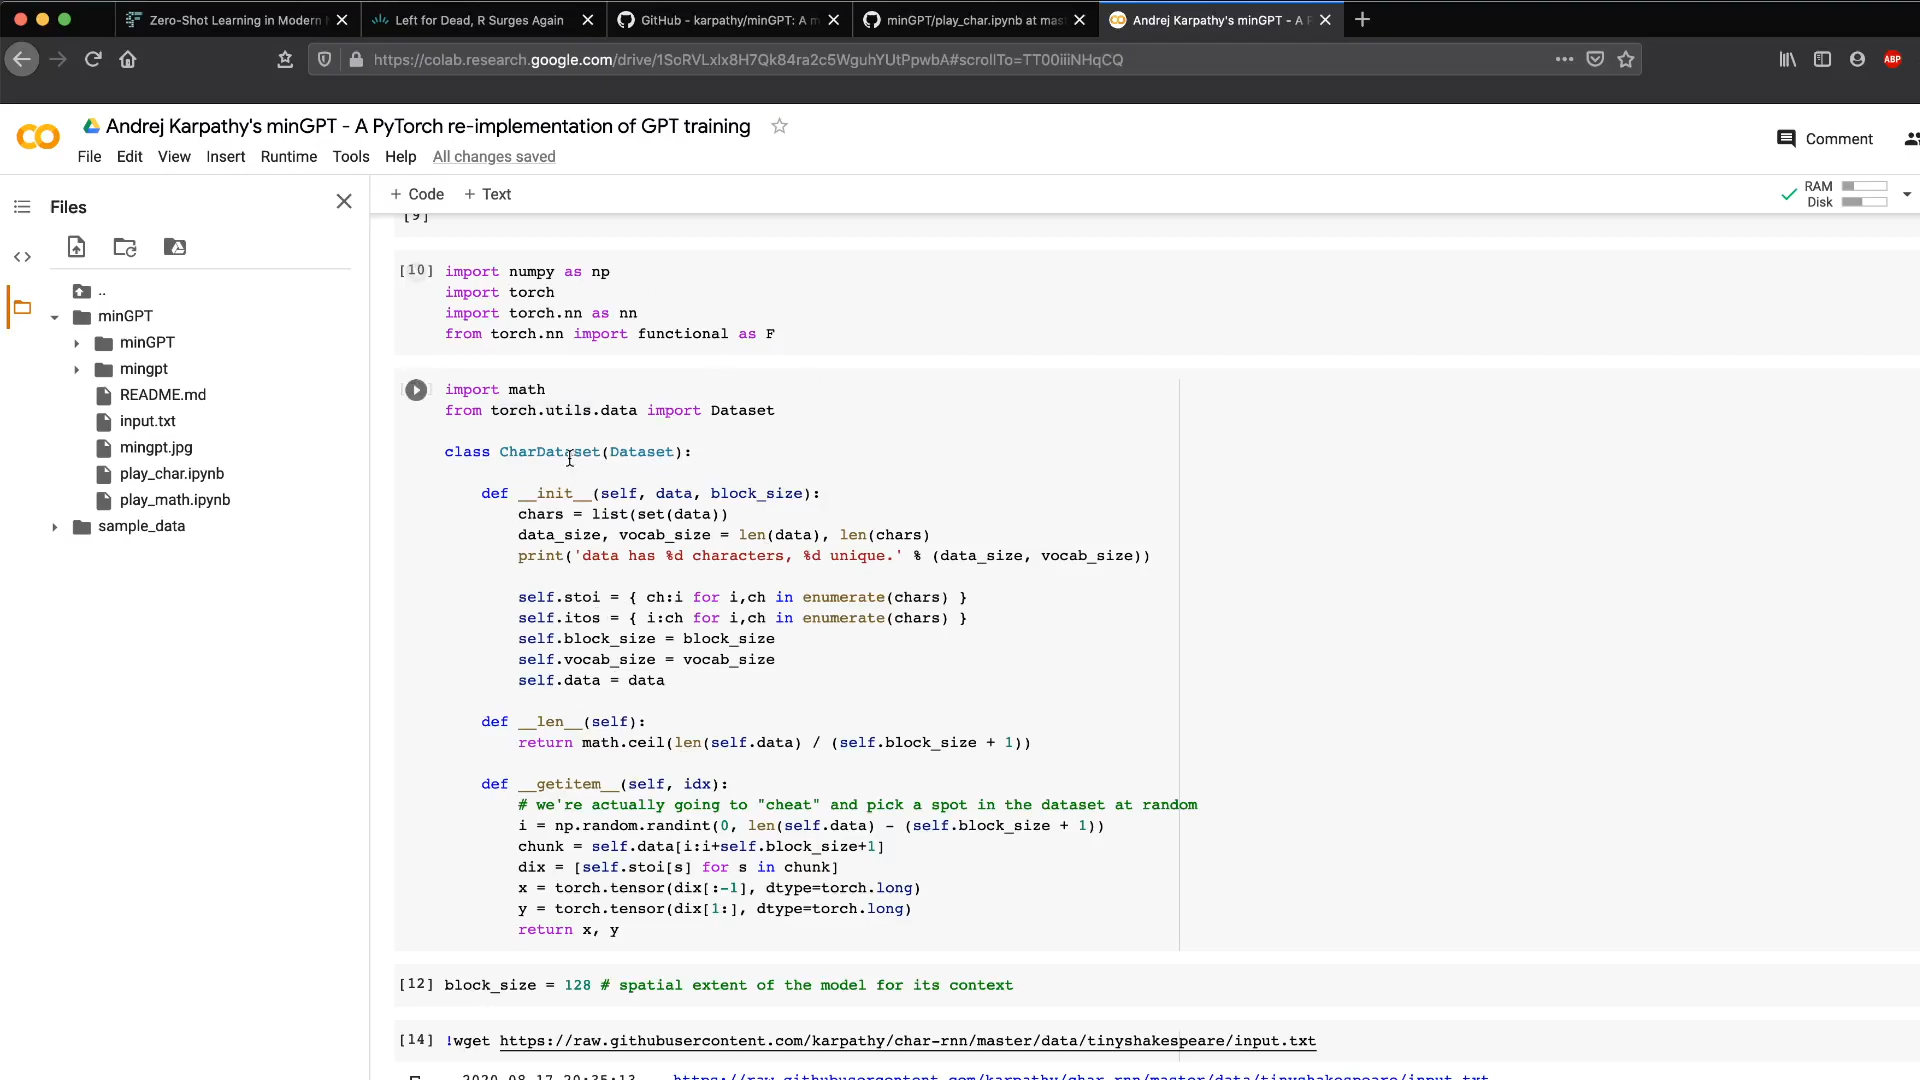 Zero-Shot Learning in Modern
Left for Dead, R Surges Again
GitHub - karpathy/minGPT: A m
minGPT/play_char.ipynb at mas
Andrej Karpathy's minGPT - A P
https://colab.research.google.com/drive/1SoRVLxlx8H7Qk84ra2c5WguhYUtPpwbA#scrollTo=TT00iiiNHqCQ
ABP
Andrej Karpathy's minGPT - A PyTorch re-implementation of GPT training
Comment
File Edit View Insert Runtime Tools Help All changes saved
Files
+ Code + Text
RAM
Disk
..
minGPT
minGPT
mingpt
README.md
input.txt
mingpt.jpg
play_char.ipynb
play_math.ipynb
sample_data
[9]
[10] import numpy as np
import torch
import torch.nn as nn
from torch.nn import functional as F
import math
from torch.utils.data import Dataset
class CharDataset(Dataset):
def __init__(self, data, block_size):
chars = list(set(data))
data_size, vocab_size = len(data), len(chars)
print('data has %d characters, %d unique.' % (data_size, vocab_size))
self.stoi = { ch:i for i,ch in enumerate(chars) }
self.itos = { i:ch for i,ch in enumerate(chars) }
self.block_size = block_size
self.vocab_size = vocab_size
self.data = data
def __len__(self):
return math.ceil(len(self.data) / (self.block_size + 1))
def __getitem__(self, idx):
# we're actually going to "cheat" and pick a spot in the dataset at random
i = np.random.randint(0, len(self.data) - (self.block_size + 1))
chunk = self.data[i:i+self.block_size+1]
dix = [self.stoi[s] for s in chunk]
x = torch.tensor(dix[:-1], dtype=torch.long)
y = torch.tensor(dix[1:], dtype=torch.long)
return x, y
[12] block_size = 128 # spatial extent of the model for its context
[14] !wget https://raw.githubusercontent.com/karpathy/char-rnn/master/data/tinyshakespeare/input.txt
2020-08-17 20:35:13 https://raw.githubusercontent.com/karpathy/char-rnn/master/data/tinyshakespeare/input.txt